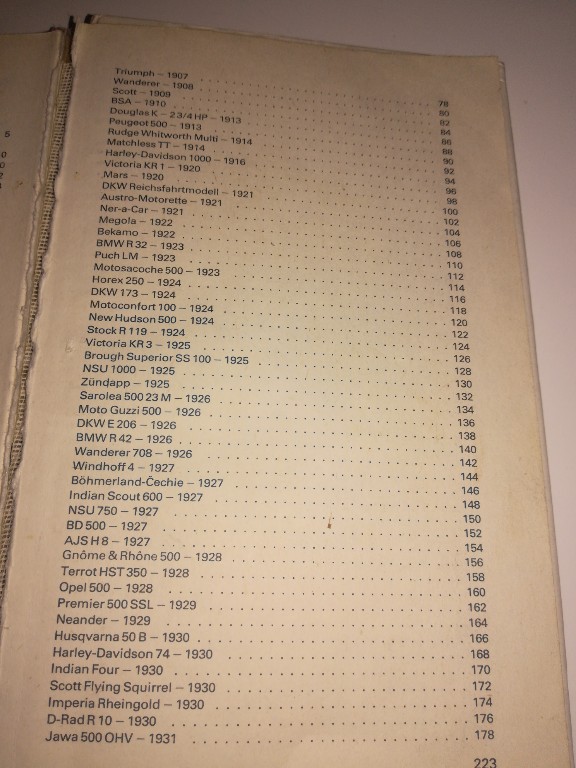 Triumph – 1907 . . . . . 78
Wanderer – 1908 . . . . . 80
Scott – 1909 . . . . . 82
BSA – 1910 . . . . . 84
Douglas K – 2 3/4 HP – 1913 . . . . . 86
Peugeot 500 – 1913 . . . . . 88
Rudge Whitworth Multi – 1914 . . . . . 90
Matchless TT – 1914 . . . . . 92
Harley-Davidson 1000 – 1916 . . . . . 94
Victoria KR 1 – 1920 . . . . . 96
Mars – 1920 . . . . . 98
DKW Reichsfahrtmodell – 1921 . . . . . 100
Austro-Motorette – 1921 . . . . . 102
Ner-a-Car – 1921 . . . . . 104
Megola – 1922 . . . . . 106
Bekamo – 1922 . . . . . 108
BMW R 32 – 1923 . . . . . 110
Puch LM – 1923 . . . . . 112
Motosacoche 500 – 1923 . . . . . 114
Horex 250 – 1924 . . . . . 116
DKW 173 – 1924 . . . . . 118
Motoconfort 100 – 1924 . . . . . 120
New Hudson 500 – 1924 . . . . . 122
Stock R 119 – 1924 . . . . . 124
Victoria KR 3 – 1925 . . . . . 126
Brough Superior SS 100 – 1925 . . . . . 128
NSU 1000 – 1925 . . . . . 130
Zündapp – 1925 . . . . . 132
Sarolea 500 23 M – 1926 . . . . . 134
Moto Guzzi 500 – 1926 . . . . . 136
DKW E 206 – 1926 . . . . . 138
BMW R 42 – 1926 . . . . . 140
Wanderer 708 – 1926 . . . . . 142
Windhoff 4 – 1927 . . . . . 144
Böhmerland-Čechie – 1927 . . . . . 146
Indian Scout 600 – 1927 . . . . . 148
NSU 750 – 1927 . . . . . 150
BD 500 – 1927 . . . . . 152
AJS H 8 – 1927 . . . . . 154
Gnôme & Rhône 500 – 1928 . . . . . 156
Terrot HST 350 – 1928 . . . . . 158
Opel 500 – 1928 . . . . . 160
Premier 500 SSL – 1929 . . . . . 162
Neander – 1929 . . . . . 164
Husqvarna 50 B – 1930 . . . . . 166
Harley-Davidson 74 – 1930 . . . . . 168
Indian Four – 1930 . . . . . 170
Scott Flying Squirrel – 1930 . . . . . 172
Imperia Rheingold – 1930 . . . . . 174
D-Rad R 10 – 1930 . . . . . 176
Jawa 500 OHV – 1931 . . . . . 178
223